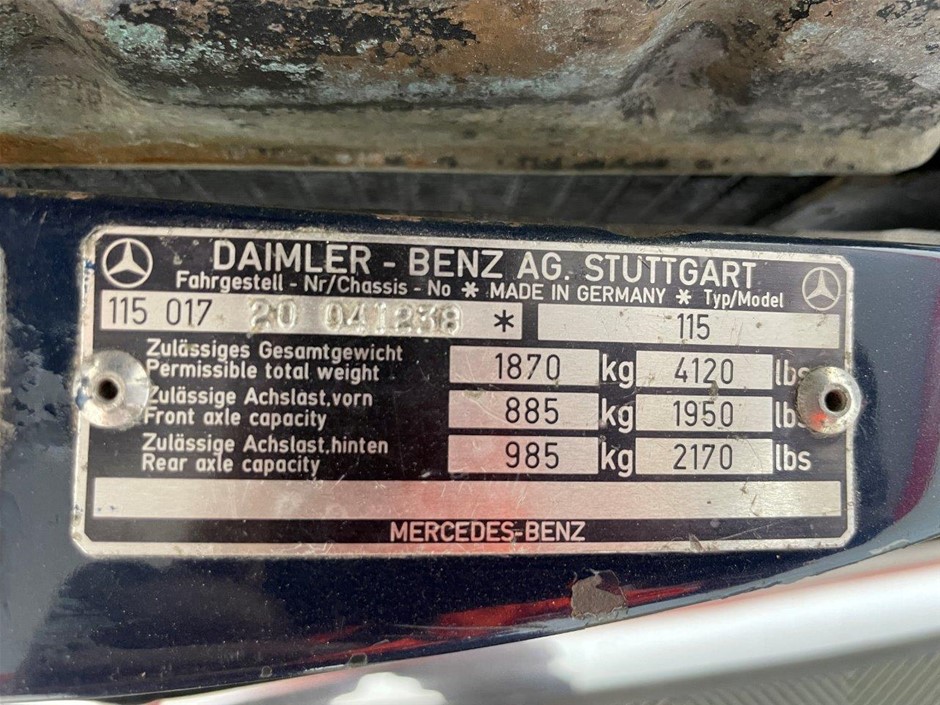 DAIMLER - BENZ AG. STUTTGART
Fahrgestell - Nr/Chassis - No * MADE IN GERMANY * Typ/Model
115 017 20 041238 * 115
Zulässiges Gesamtgewicht
Permissible total weight 1870 kg 4120 lbs
Zulässige Achslast,vorn
Front axle capacity 885 kg 1950 lbs
Zulässige Achslast,hinten
Rear axle capacity 985 kg 2170 lbs
MERCEDES-BENZ